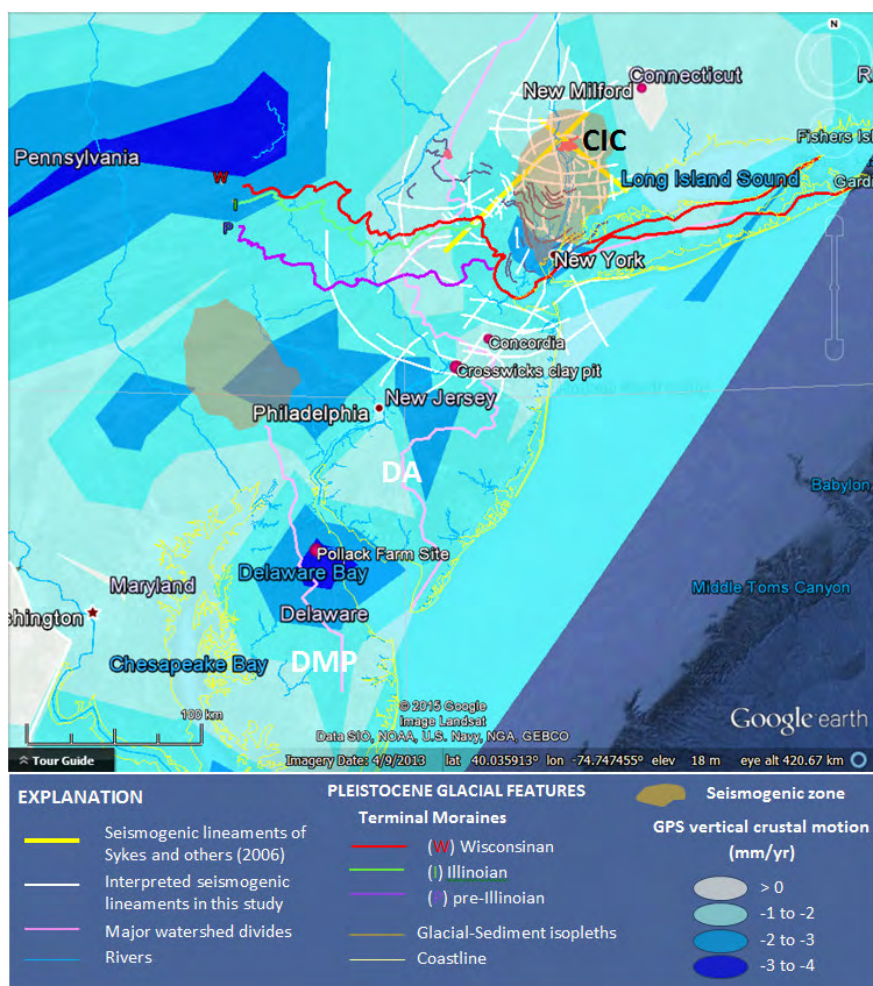 N
Connecticut
New Milford
CIC
Fishers Isl
Pennsylvania
W
Long Island Sound
Gard
I
P
New York
Concordia
Crosswicks clay pit
New Jersey
Philadelphia
DA
Babylon
Pollack Farm Site
Delaware Bay
Maryland
Middle Toms Canyon
shington
Delaware
DMP
Chesapeake Bay
© 2015 Google
Image Landsat
100 km
Google earth
Data SIO, NOAA, U.S. Navy, NGA, GEBCO
Tour Guide
Imagery Date: 4/9/2013 lat 40.035913° lon -74.747455° elev 18 m eye alt 420.67 km
EXPLANATION
Seismogenic lineaments of
Sykes and others (2006)
Interpreted seismogenic
lineaments in this study
Major watershed divides
Rivers
PLEISTOCENE GLACIAL FEATURES
Terminal Moraines
(W) Wisconsinan
(I) Illinoian
(P) pre-Illinoian
Glacial-Sediment isopleths
Coastline
Seismogenic zone
GPS vertical crustal motion
(mm/yr)
> 0
-1 to -2
-2 to -3
-3 to -4